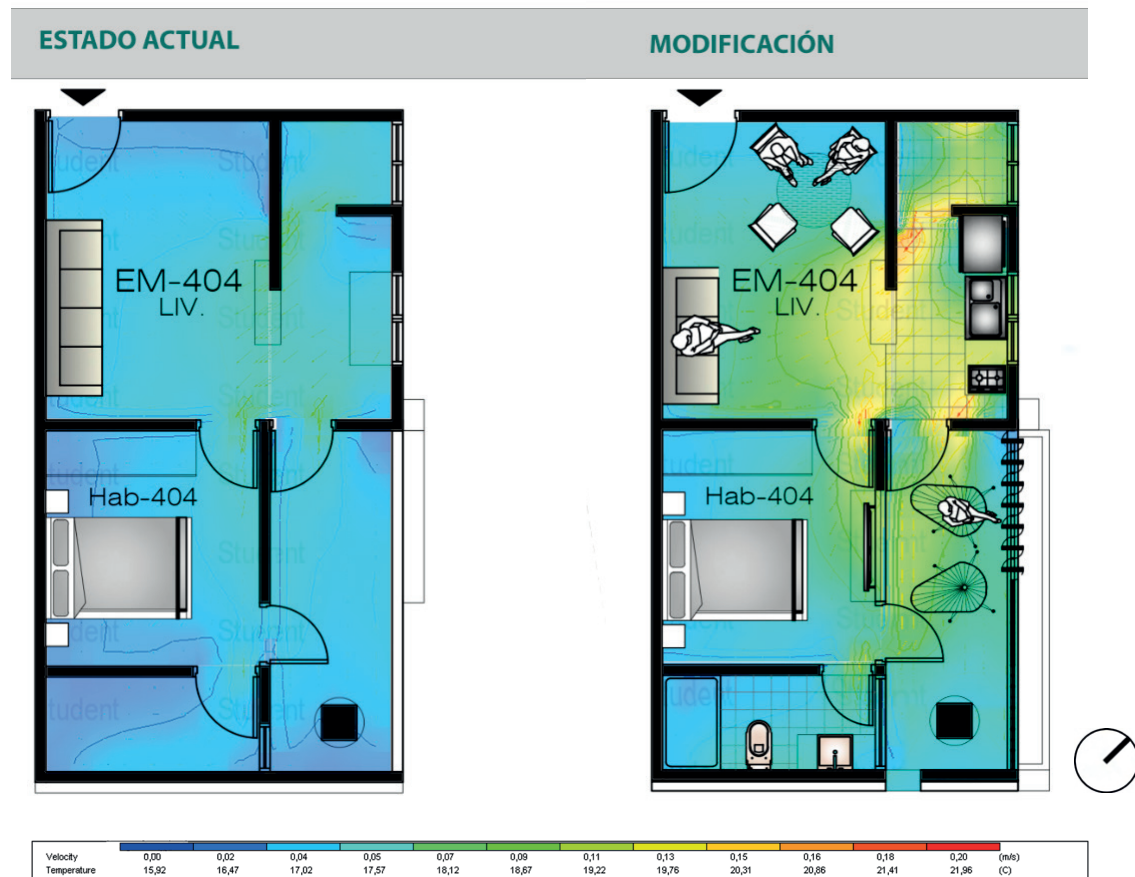 ESTADO ACTUAL
MODIFICACIÓN
Student
EM-404
LIV.
Hab-404
Student
EM-404
LIV.
Hab-404
Velocity 0,00 0,02 0,04 0,05 0,07 0,09 0,11 0,13 0,15 0,16 0,18 0,20 (m/s)
Temperature 15,92 16,47 17,02 17,57 18,12 18,67 19,22 19,76 20,31 20,86 21,41 21,96 (C)